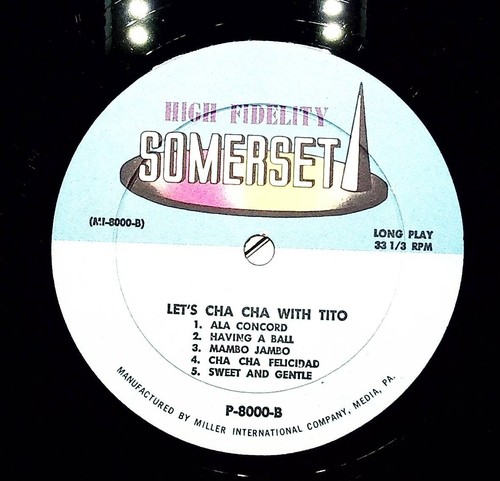 HIGH FIDELITY
SOMERSET
(MI-8000-B)
LONG PLAY
33 1/3 RPM
LET'S CHA CHA WITH TITO
1. ALA CONCORD
2. HAVING A BALL
3. MAMBO JAMBO
4. CHA CHA FELICIDAD
5. SWEET AND GENTLE
P-8000-B
MANUFACTURED BY MILLER INTERNATIONAL COMPANY, MEDIA, PA.